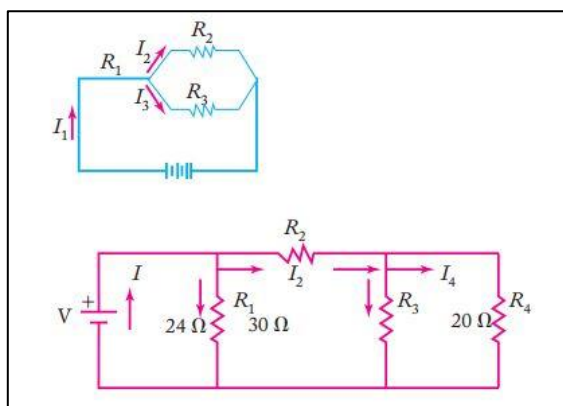 R₂
I₂
R₁
I₃ R₃
I₁
R₂
I I₂ I₄
+ R₁ R₃ R₄
V 24 Ω 30 Ω 20 Ω